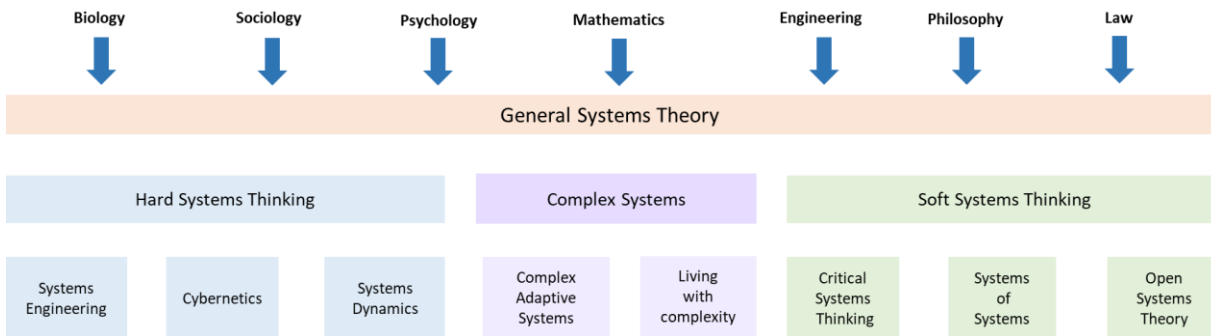 Biology
Sociology
Psychology
Mathematics
Engineering
Philosophy
Law
General Systems Theory
Hard Systems Thinking
Complex Systems
Soft Systems Thinking
Systems
Engineering
Cybernetics
Systems
Dynamics
Complex
Adaptive
Systems
Living
with
complexity
Critical
Systems
Thinking
Systems
of
Systems
Open
Systems
Theory